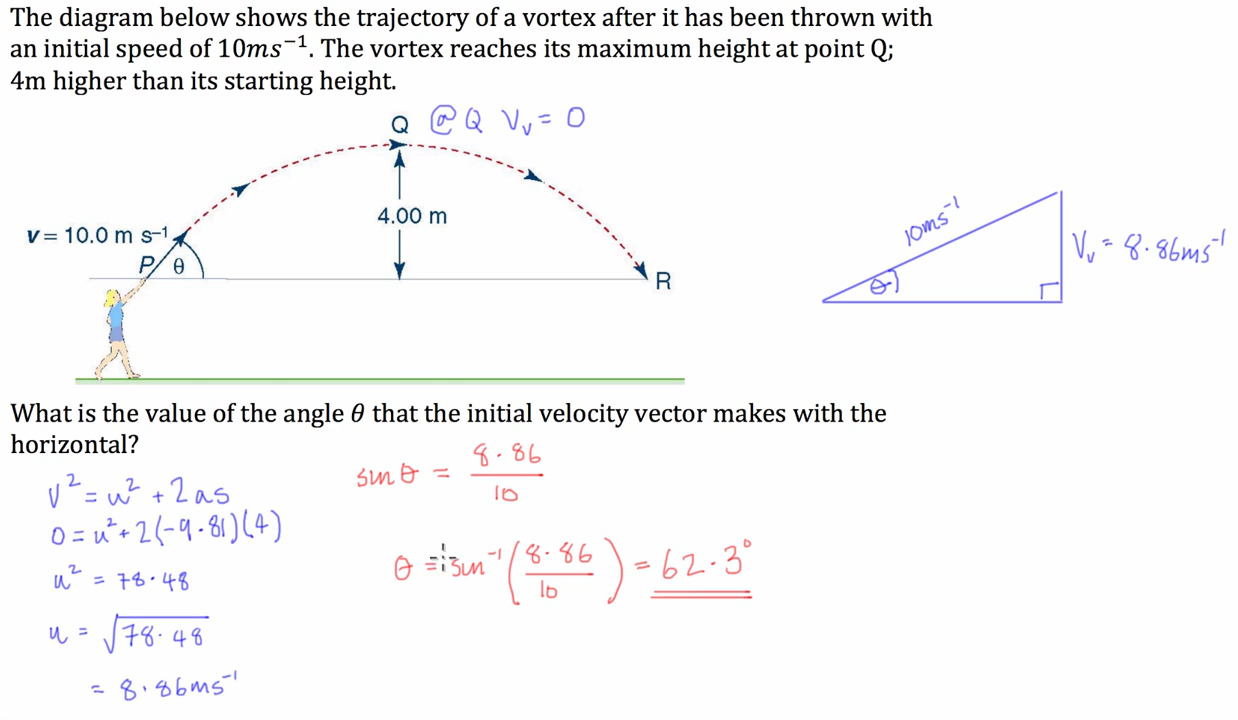 The diagram below shows the trajectory of a vortex after it has been thrown with
an initial speed of 10ms⁻¹. The vortex reaches its maximum height at point Q;
4m higher than its starting height.
Q @Q Vᵥ = 0
4.00 m
v = 10.0 m s⁻¹
P θ
R
10ms⁻¹
Vᵥ = 8.86ms⁻¹
θ
What is the value of the angle θ that the initial velocity vector makes with the
horizontal?
v² = u² + 2as
0 = u² + 2(-9.81)(4)
u² = 78.48
u = √78.48
= 8.86ms⁻¹
sin θ = 8.86/10
θ = sin⁻¹(8.86/10) = 62.3°